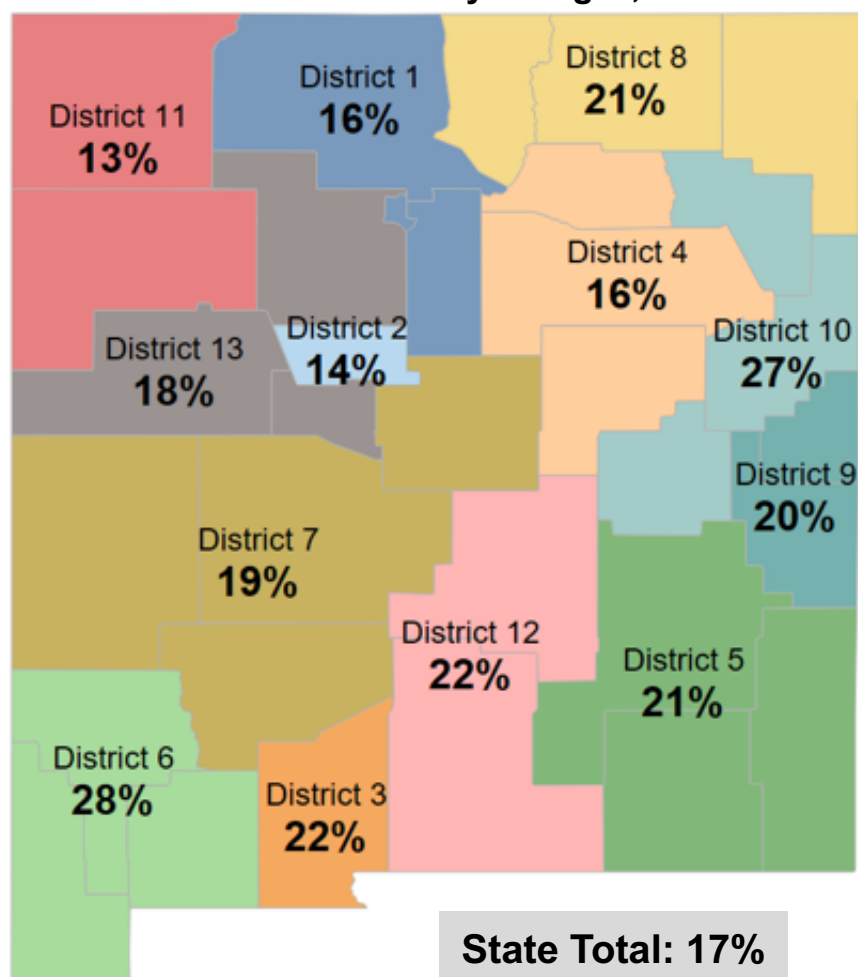 District 8
21%
District 1
16%
District 11
13%
District 4
16%
District 2
14%
District 10
27%
District 13
18%
District 9
20%
District 7
19%
District 12
22%
District 5
21%
District 6
28%
District 3
22%
State Total: 17%